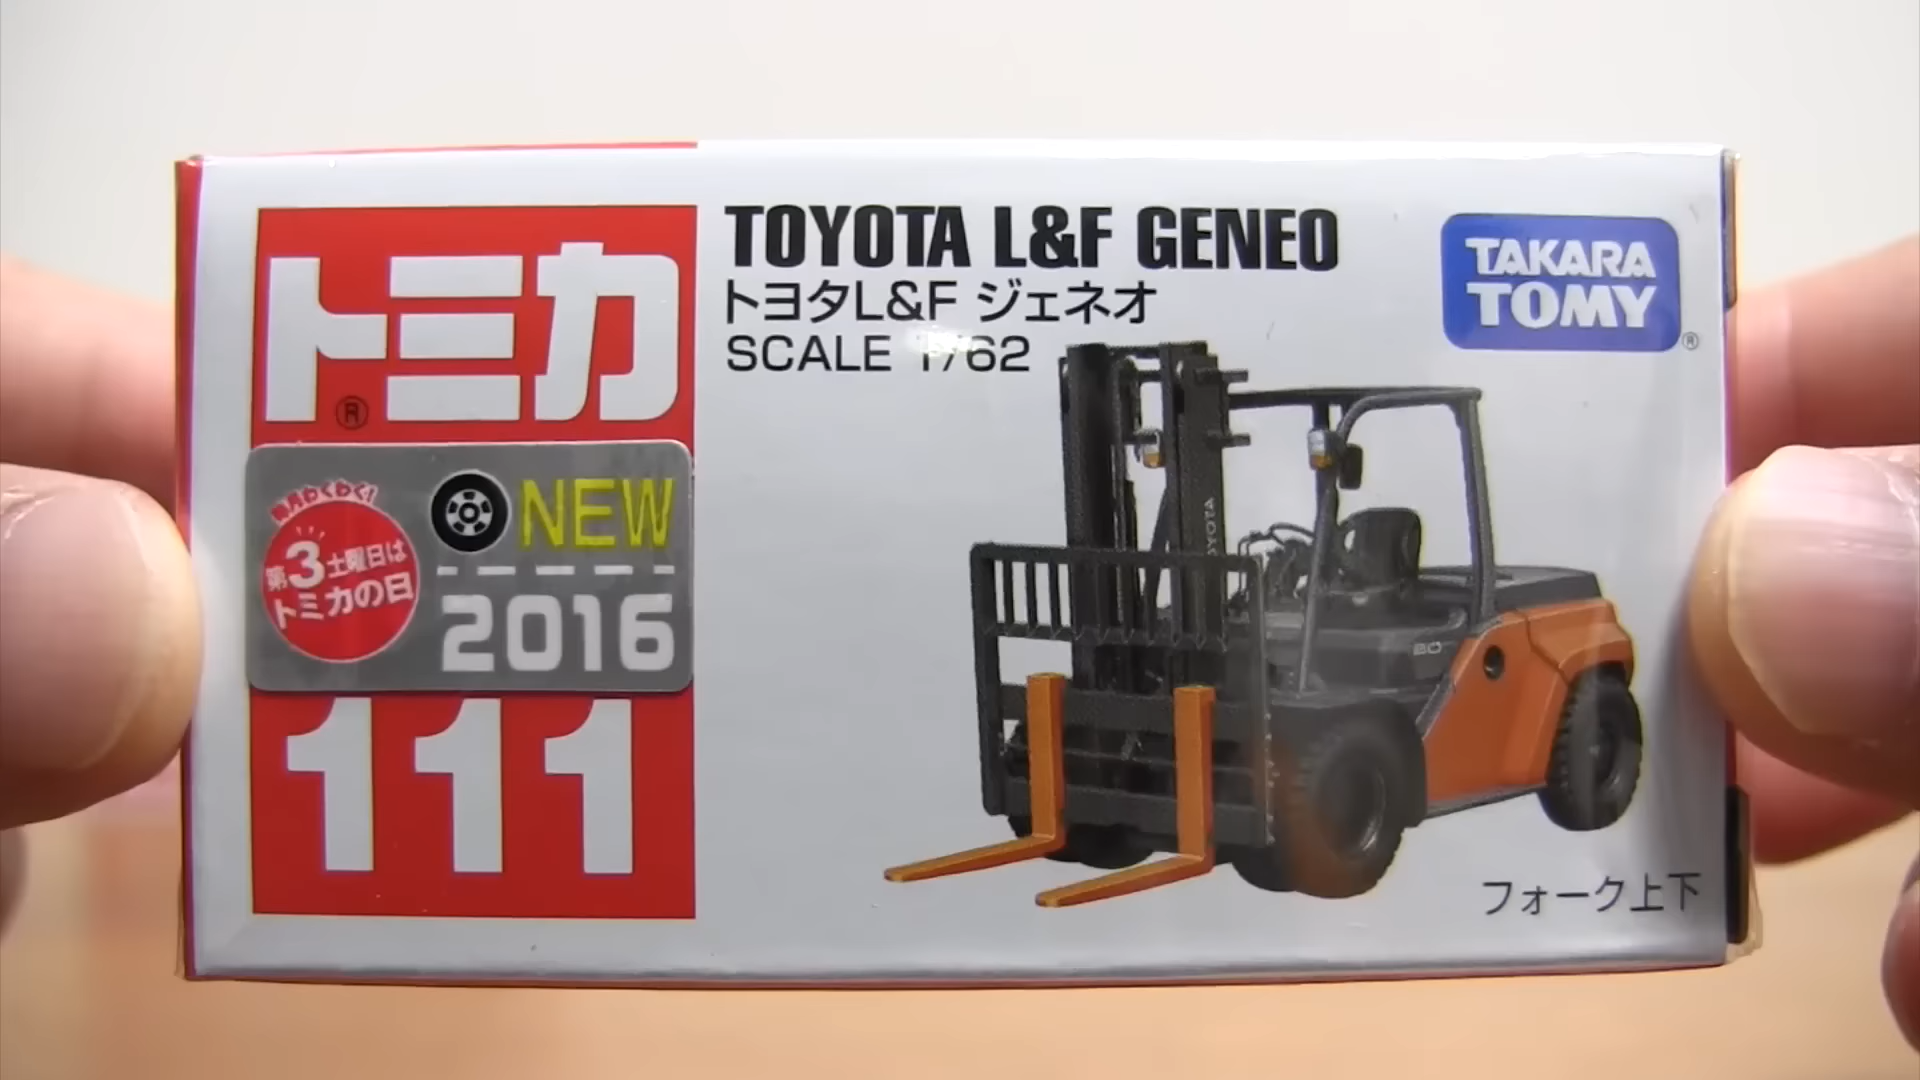 トミカ
®
毎月わくわく!
第3土曜日は
トミカの日
NEW
2016
111
TOYOTA L&F GENEO
トヨタL&F ジェネオ
SCALE 1/62
TAKARA
TOMY
®
TOYOTA
80
フォーク上下